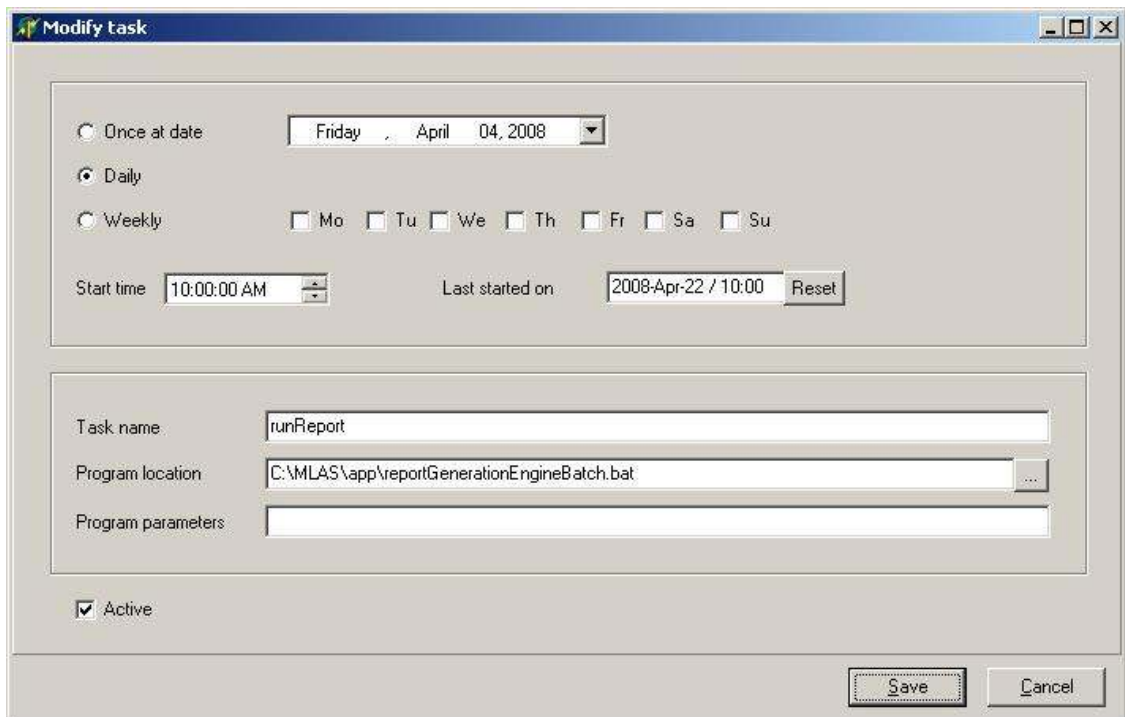 Modify task
Once at date Friday , April 04, 2008
Daily
Weekly Mo Tu We Th Fr Sa Su
Start time 10:00:00 AM Last started on 2008-Apr-22 / 10:00 Reset
Task name runReport
Program location C:\MLAS\app\reportGenerationEngineBatch.bat ...
Program parameters
Active
Save Cancel